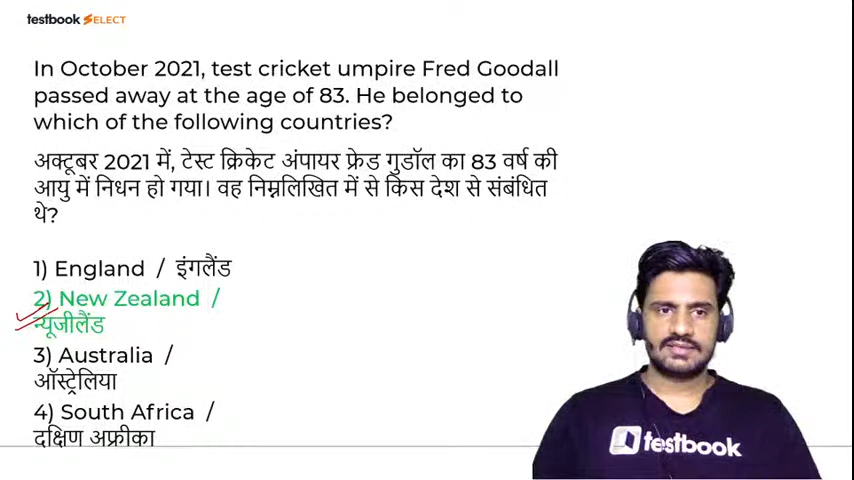 testbook SELECT
In October 2021, test cricket umpire Fred Goodall
passed away at the age of 83. He belonged to
which of the following countries?
अक्टूबर 2021 में, टेस्ट क्रिकेट अंपायर फ्रेड गुडॉल का 83 वर्ष की
आयु में निधन हो गया। वह निम्नलिखित में से किस देश से संबंधित
थे?
1) England / इंगलैंड
2) New Zealand /
न्यूजीलैंड
3) Australia /
ऑस्ट्रेलिया
4) South Africa /
दक्षिण अफ्रीका
testbook